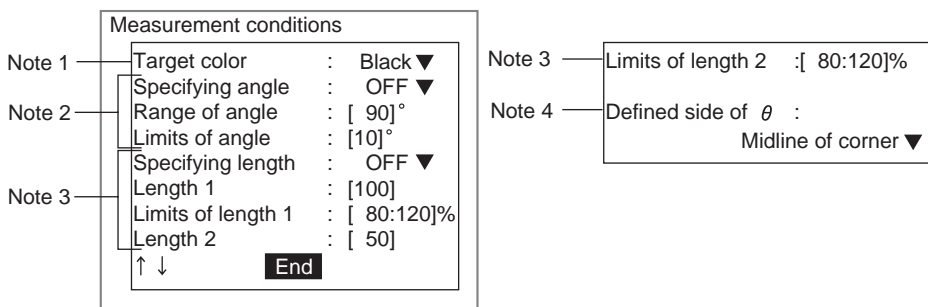 Measurement conditions
Note 1
Target color : Black ▼
Note 2
Specifying angle : OFF ▼
Range of angle : [ 90]°
Limits of angle : [10]°
Note 3
Specifying length : OFF ▼
Length 1 : [100]
Limits of length 1 : [ 80:120]%
Length 2 : [ 50]
↑ ↓ End
Note 3
Limits of length 2 :[ 80:120]%
Note 4
Defined side of θ :
Midline of corner ▼